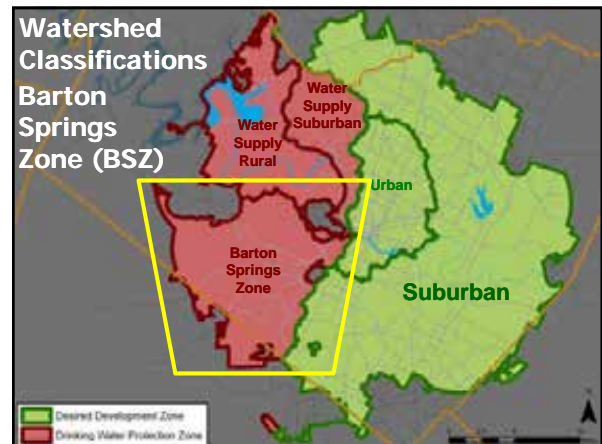 Watershed
Classifications
Barton
Springs
Zone (BSZ)
Water
Supply
Suburban
Water
Supply
Rural
Urban
Barton
Springs
Zone
Suburban
Desired Development Zone
Drinking Water Protection Zone